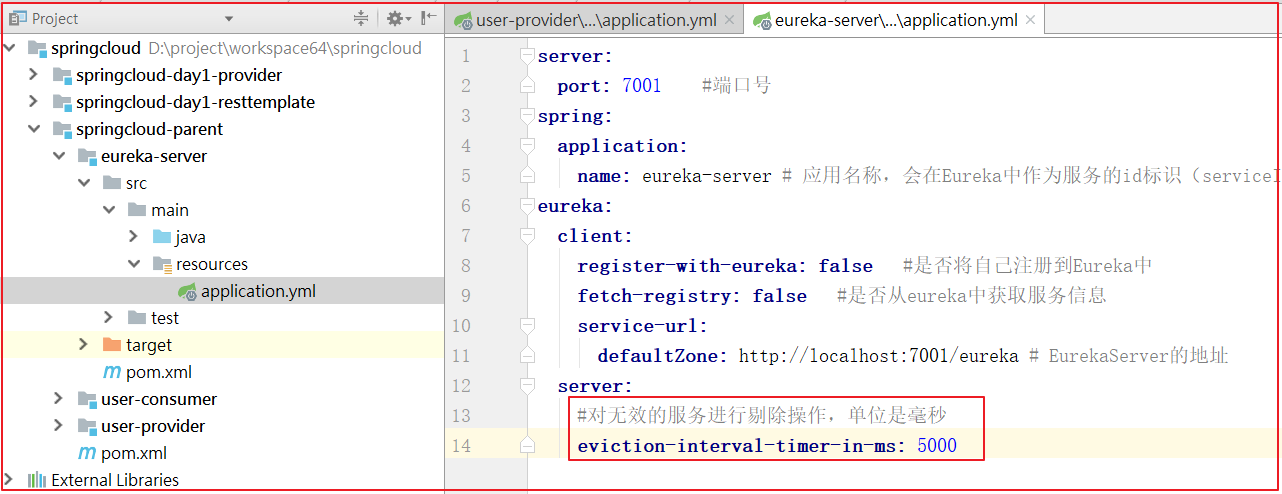 Project
springcloud D:\project\workspace64\springcloud
springcloud-day1-provider
springcloud-day1-resttemplate
springcloud-parent
eureka-server
src
main
java
resources
application.yml
test
target
pom.xml
user-consumer
user-provider
pom.xml
External Libraries
user-provider\...\application.yml
eureka-server\...\application.yml
1 server:
2 port: 7001 #端口号
3 spring:
4 application:
5 name: eureka-server # 应用名称，会在Eureka中作为服务的id标识（serviceI
6 eureka:
7 client:
8 register-with-eureka: false #是否将自己注册到Eureka中
9 fetch-registry: false #是否从eureka中获取服务信息
10 service-url:
11 defaultZone: http://localhost:7001/eureka # EurekaServer的地址
12 server:
13 #对无效的服务进行剔除操作，单位是毫秒
14 eviction-interval-timer-in-ms: 5000